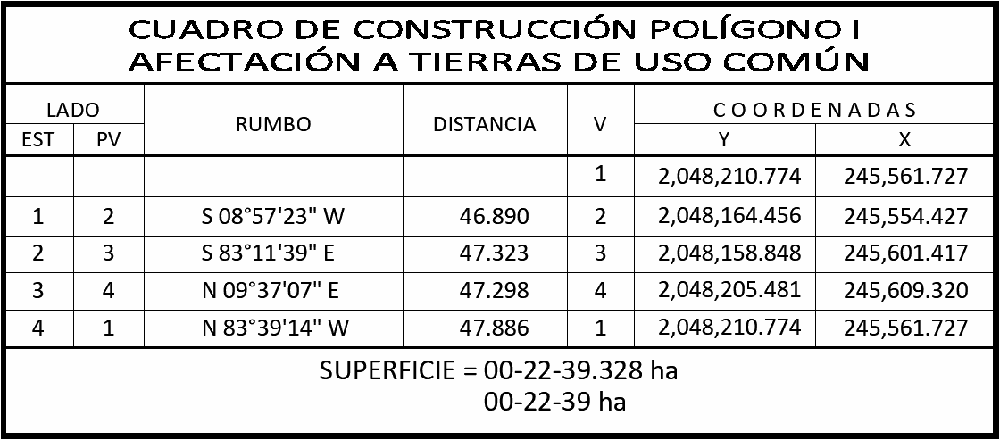 CUADRO DE CONSTRUCCIÓN POLÍGONO I
AFECTACIÓN A TIERRAS DE USO COMÚN
LADO RUMBO DISTANCIA V COORDENADAS
EST PV Y X
1 2,048,210.774 245,561.727
1 2 S 08°57'23" W 46.890 2 2,048,164.456 245,554.427
2 3 S 83°11'39" E 47.323 3 2,048,158.848 245,601.417
3 4 N 09°37'07" E 47.298 4 2,048,205.481 245,609.320
4 1 N 83°39'14" W 47.886 1 2,048,210.774 245,561.727
SUPERFICIE = 00-22-39.328 ha
00-22-39 ha